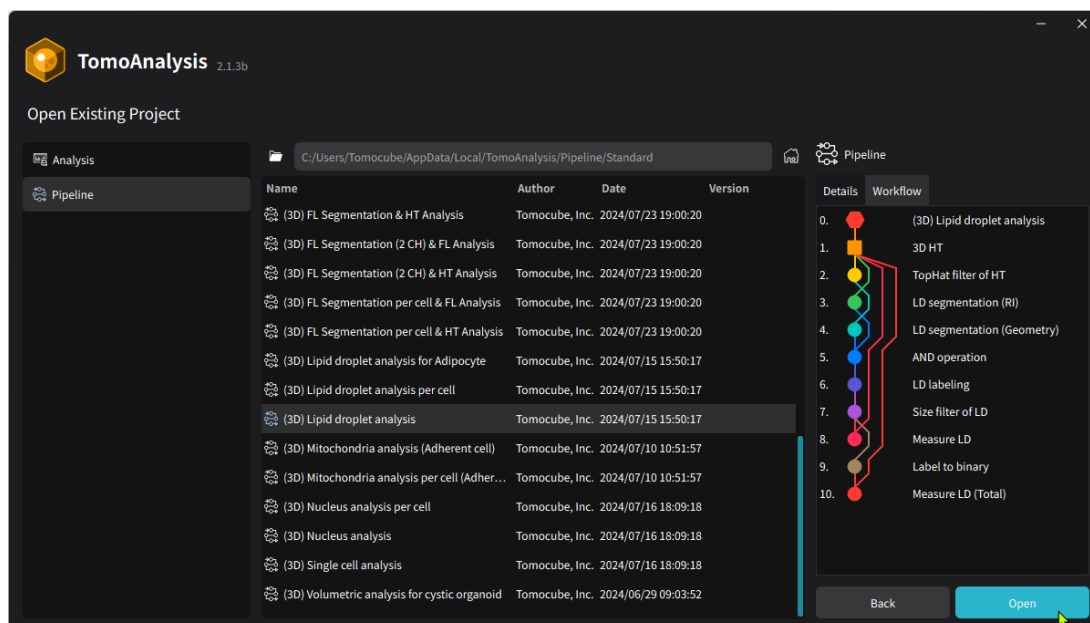 TomoAnalysis 2.1.3b
Open Existing Project
Analysis
Pipeline
C:/Users/Tomocube/AppData/Local/TomoAnalysis/Pipeline/Standard
Name Author Date Version
(3D) FL Segmentation & HT Analysis Tomocube, Inc. 2024/07/23 19:00:20
(3D) FL Segmentation (2 CH) & FL Analysis Tomocube, Inc. 2024/07/23 19:00:20
(3D) FL Segmentation (2 CH) & HT Analysis Tomocube, Inc. 2024/07/23 19:00:20
(3D) FL Segmentation per cell & FL Analysis Tomocube, Inc. 2024/07/23 19:00:20
(3D) FL Segmentation per cell & HT Analysis Tomocube, Inc. 2024/07/23 19:00:20
(3D) Lipid droplet analysis for Adipocyte Tomocube, Inc. 2024/07/15 15:50:17
(3D) Lipid droplet analysis per cell Tomocube, Inc. 2024/07/15 15:50:17
(3D) Lipid droplet analysis Tomocube, Inc. 2024/07/15 15:50:17
(3D) Mitochondria analysis (Adherent cell) Tomocube, Inc. 2024/07/10 10:51:57
(3D) Mitochondria analysis per cell (Adher... Tomocube, Inc. 2024/07/10 10:51:57
(3D) Nucleus analysis per cell Tomocube, Inc. 2024/07/16 18:09:18
(3D) Nucleus analysis Tomocube, Inc. 2024/07/16 18:09:18
(3D) Single cell analysis Tomocube, Inc. 2024/07/16 18:09:18
(3D) Volumetric analysis for cystic organoid Tomocube, Inc. 2024/06/29 09:03:52
Pipeline
Details Workflow
0. (3D) Lipid droplet analysis
1. 3D HT
2. TopHat filter of HT
3. LD segmentation (RI)
4. LD segmentation (Geometry)
5. AND operation
6. LD labeling
7. Size filter of LD
8. Measure LD
9. Label to binary
10. Measure LD (Total)
Back Open